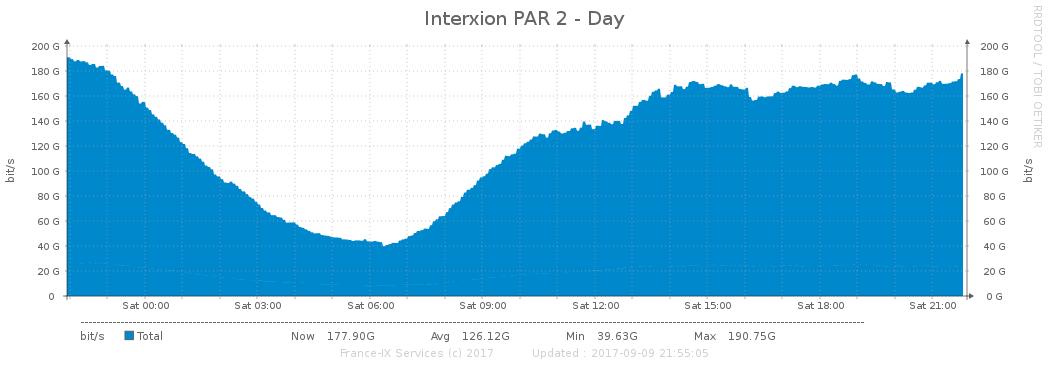 Interxion PAR 2 - Day
RRDTOOL / TOBI OETIKER
bit/s
200 G 200 G
180 G 180 G
160 G 160 G
140 G 140 G
120 G 120 G
100 G 100 G
80 G 80 G
60 G 60 G
40 G 40 G
20 G 20 G
0 0 G
bit/s
Sat 00:00 Sat 03:00 Sat 06:00 Sat 09:00 Sat 12:00 Sat 15:00 Sat 18:00 Sat 21:00
bit/s Total Now 177.90G Avg 126.12G Min 39.63G Max 190.75G
France-IX Services (c) 2017 Updated : 2017-09-09 21:55:05